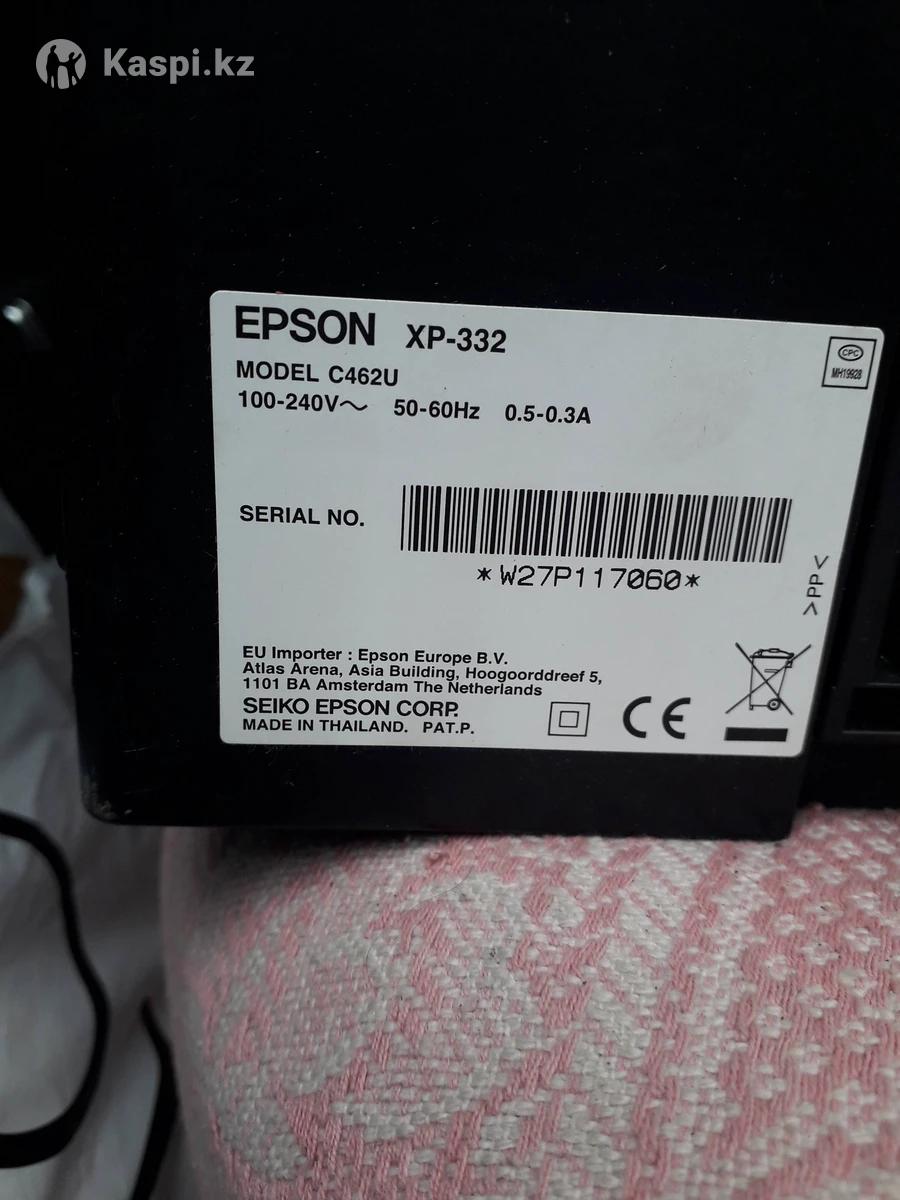 Kaspi.kz
EPSON XP-332
CPC
MH19928
MODEL C462U
100-240V～ 50-60Hz 0.5-0.3A
SERIAL NO.
*W27P117060*
>PP<
EU Importer : Epson Europe B.V.
Atlas Arena, Asia Building, Hoogoorddreef 5,
1101 BA Amsterdam The Netherlands
SEIKO EPSON CORP.
MADE IN THAILAND. PAT.P.
CE